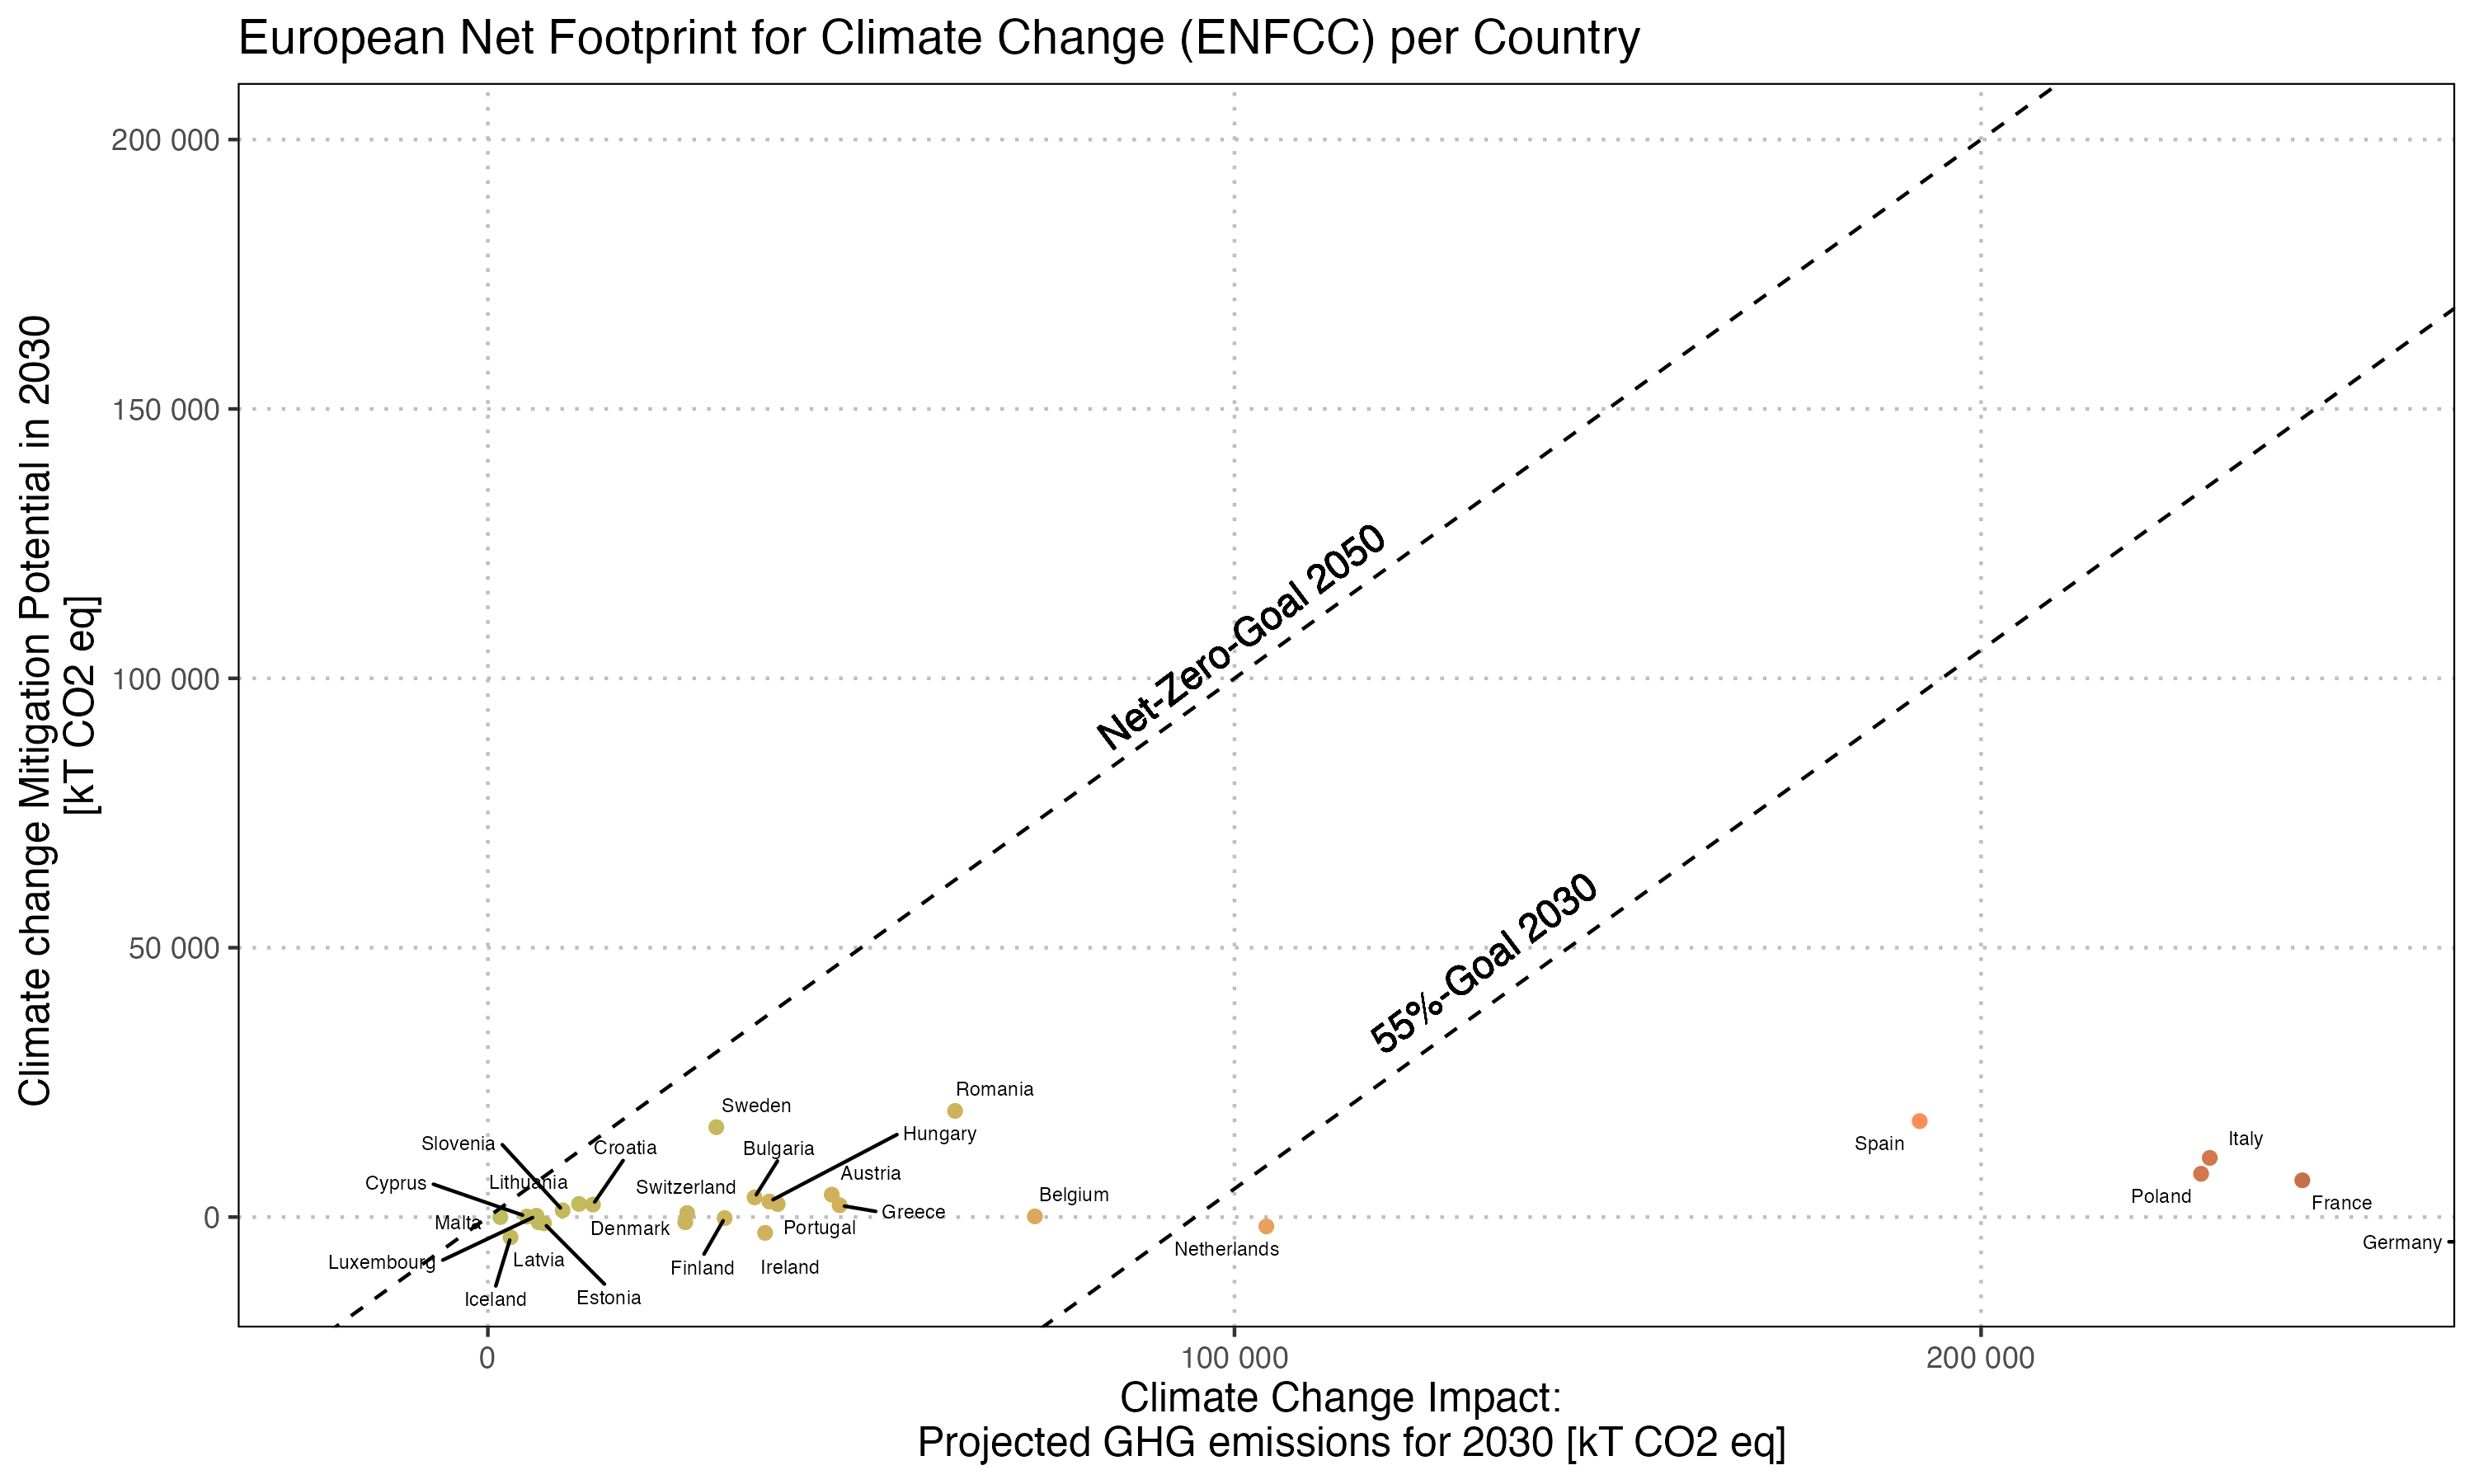 European Net Footprint for Climate Change (ENFCC) per Country
Climate change Mitigation Potential in 2030
[kT CO2 eq]
200 000
150 000
100 000
50 000
0
Net-Zero-Goal 2050
55%-Goal 2030
Romania
Sweden
Hungary
Slovenia
Croatia
Bulgaria
Italy
Spain
Austria
Cyprus
Lithuania
Switzerland
Belgium
Poland
France
Greece
Malta
Denmark
Portugal
Germany
Netherlands
Luxembourg
Latvia
Finland
Ireland
Iceland
Estonia
0
100 000
200 000
Climate Change Impact:
Projected GHG emissions for 2030 [kT CO2 eq]